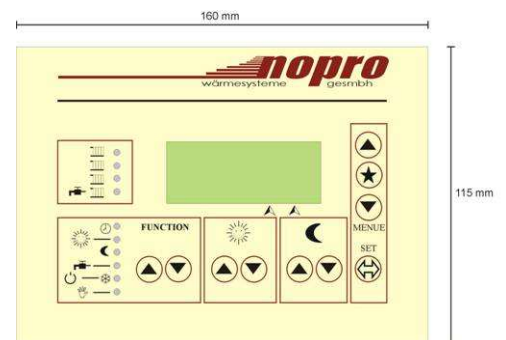 160 mm
nopro
wärmesysteme gesmbh
115 mm
MENUE
FUNCTION
SET